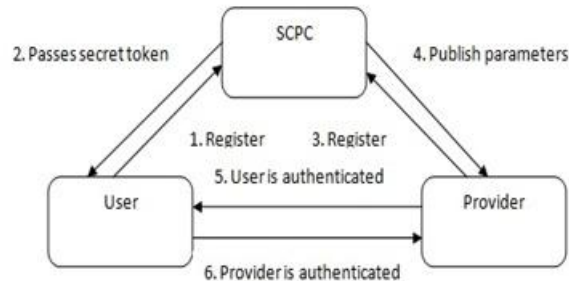 SCPC
2. Passes secret token
4. Publish parameters
1. Register
3. Register
5. User is authenticated
User
Provider
6. Provider is authenticated